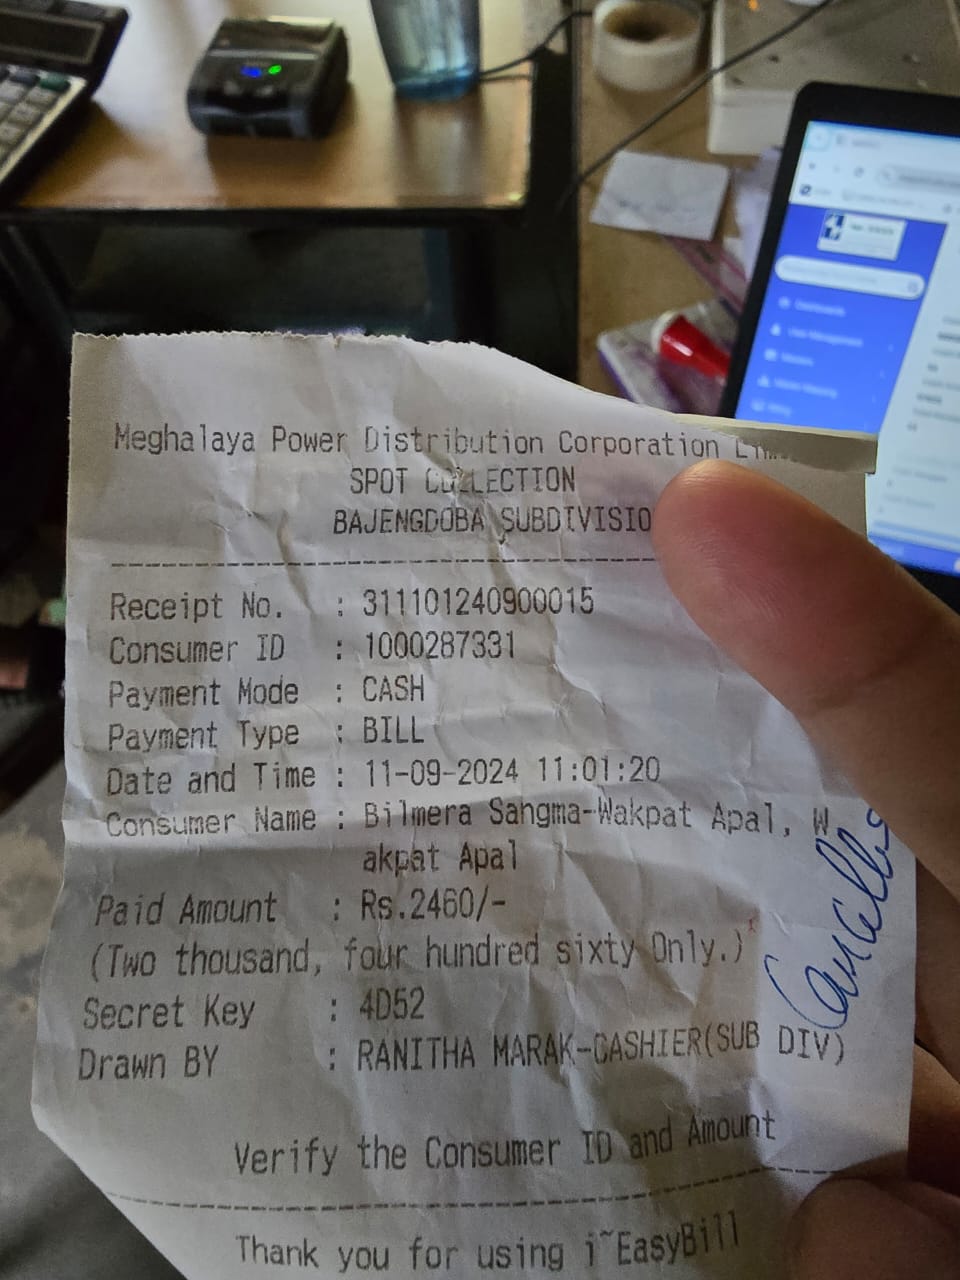 Meghalaya Power Distribution Corporation
SPOT COLLECTION
BAJENGDOBA SUBDIVISIO
Receipt No. : 311101240900015
Consumer ID : 1000287331
Payment Mode : CASH
Payment Type : BILL
Date and Time : 11-09-2024 11:01:20
Consumer Name : Bilmera Sangma-Wakpat Apal, W
akpat Apal
Paid Amount : Rs.2460/-
(Two thousand, four hundred sixty Only.)
Secret Key : 4D52
Drawn BY : RANITHA MARAK-CASHIER(SUB DIV)
Verify the Consumer ID and Amount
Thank you for using i~EasyBill